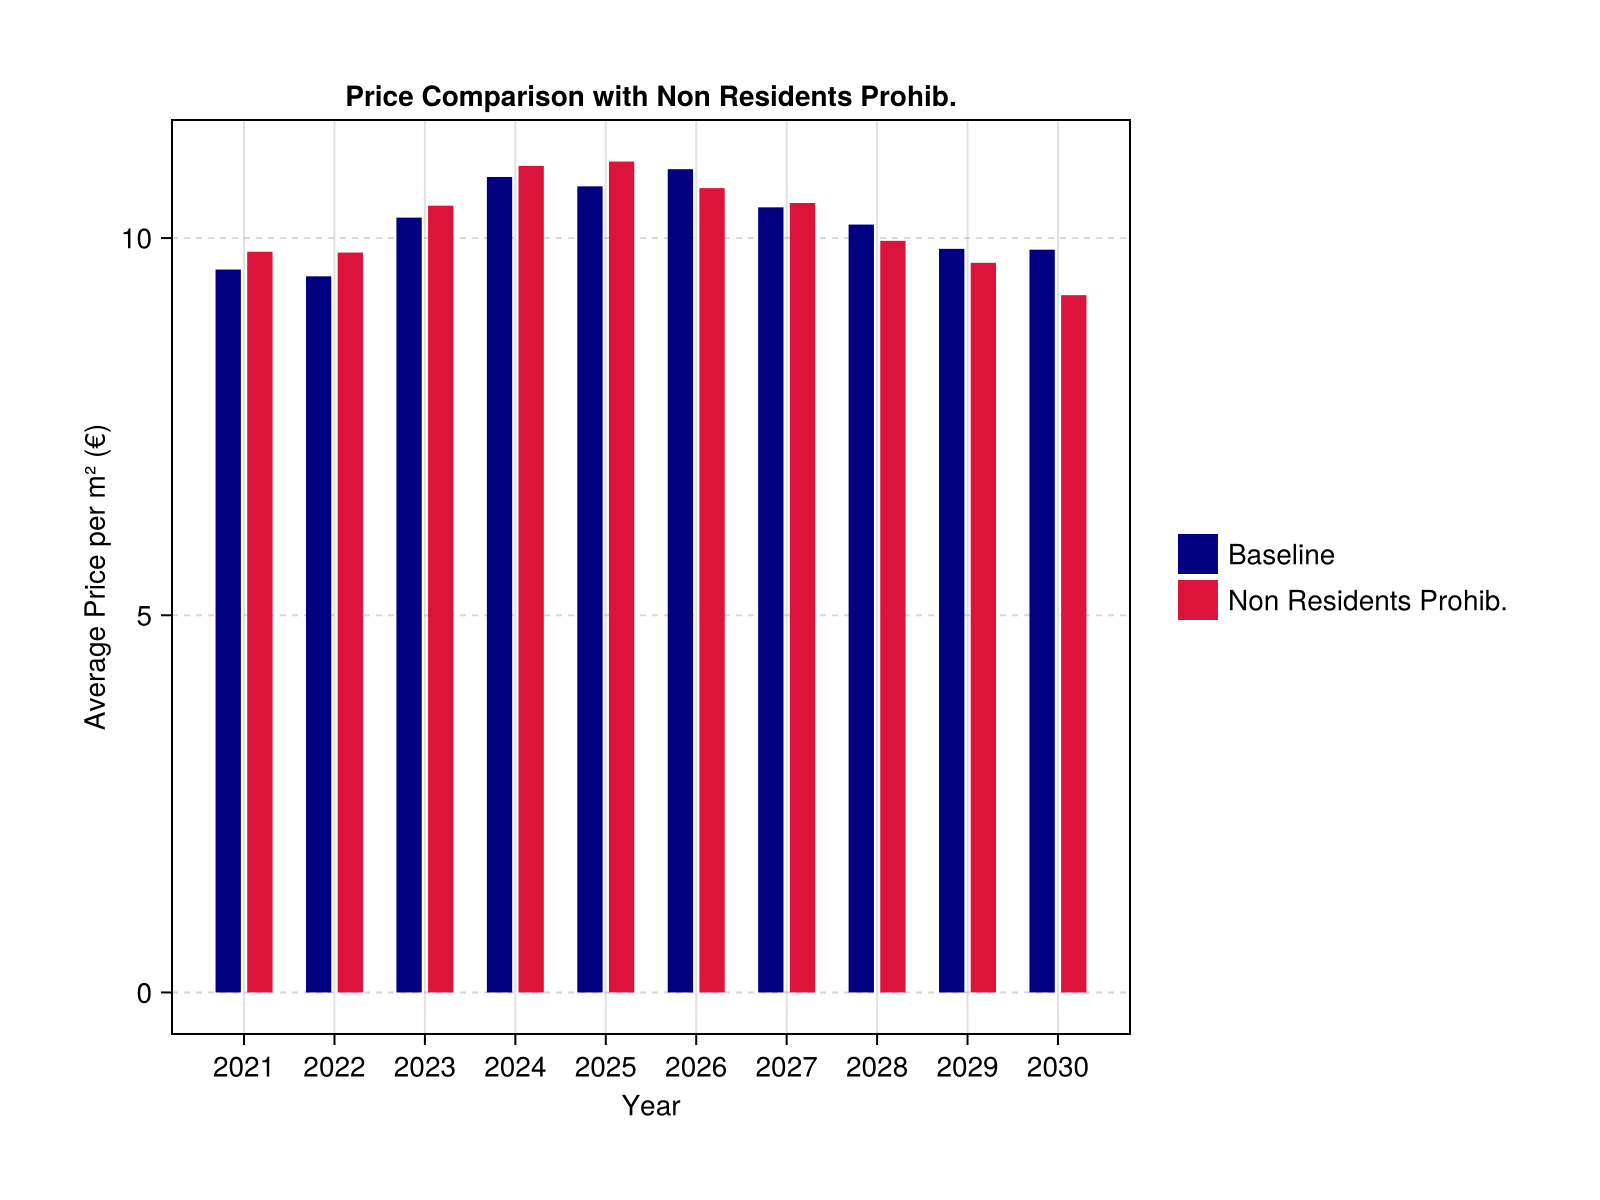 Price Comparison with Non Residents Prohib.
Average Price per m² (€)
10
5
0
2021 2022 2023 2024 2025 2026 2027 2028 2029 2030
Year
Baseline
Non Residents Prohib.